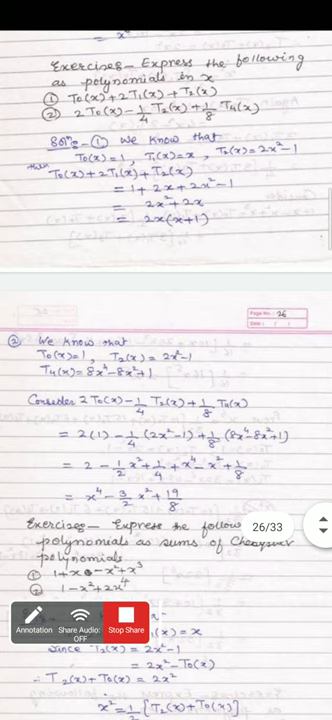 = x⁴
Exercises— Express the following
as polynomials in x
① T₀(x)+2T₁(x)+T₂(x)
② 2T₀(x)-1/4 T₂(x)+1/8 T₄(x)
Solⁿ:— ① We know that
T₀(x)=1, T₁(x)=x, T₂(x)=2x²-1
then T₀(x)+2T₁(x)+T₂(x)
= 1+2x+2x²-1
= 2x²+2x
= 2x(x+1)
Page No.: 26
Date: / /
② We know that
T₀(x)=1, T₂(x)=2x²-1
T₄(x)=8x⁴-8x²+1
Consider 2T₀(x)-1/4 T₂(x)+1/8 T₄(x)
= 2(1)-1/4(2x²-1)+1/8(8x⁴-8x²+1)
= 2-1/2x²+1/4+x⁴-x²+1/8
= x⁴-3/2x²+19/8
Exercises— Express the follow
26/33
polynomials as sums of Chebyshev
polynomials
① 1+x-x²+x³
② 1-x²+2x⁴
Annotation
Share Audio: OFF
Stop Share
(x)=x
Since T₂(x)=2x²-1
= 2x²-T₀(x)
∴ T₂(x)+T₀(x)=2x²
x²=1/2[T₂(x)+T₀(x)]